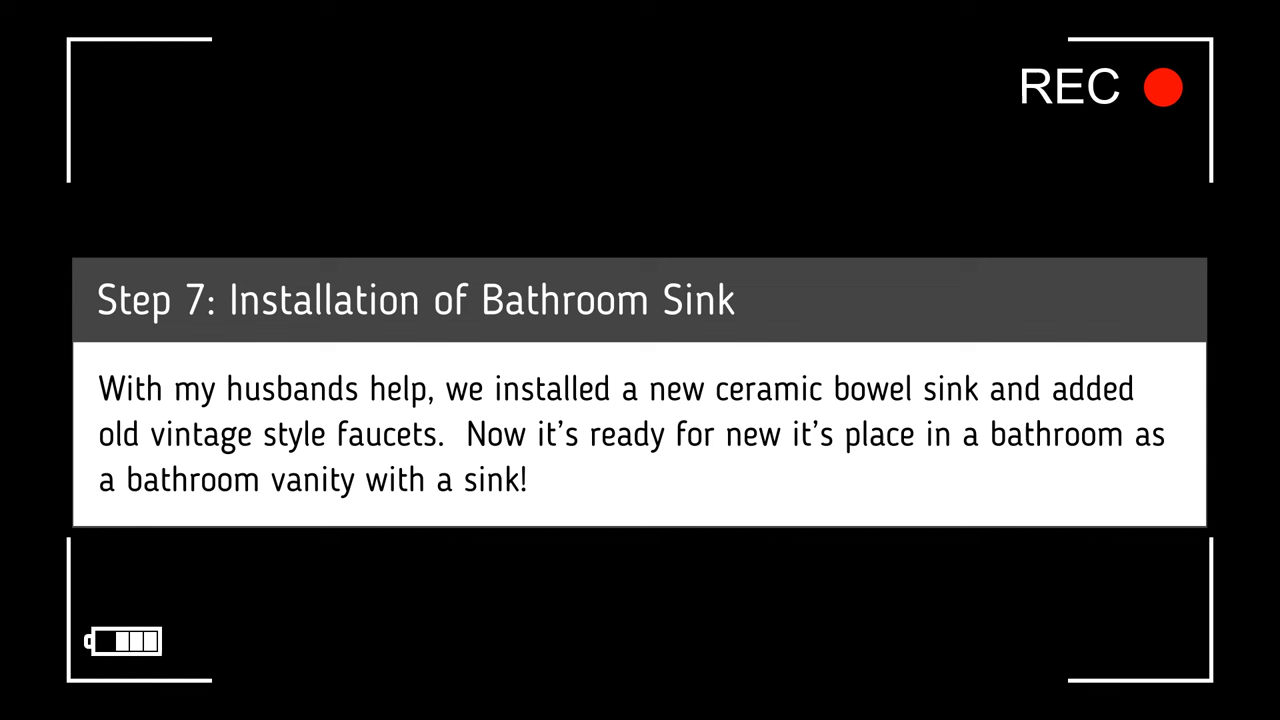 REC
Step 7: Installation of Bathroom Sink
With my husbands help, we installed a new ceramic bowel sink and added
old vintage style faucets.  Now it's ready for new it's place in a bathroom as
a bathroom vanity with a sink!